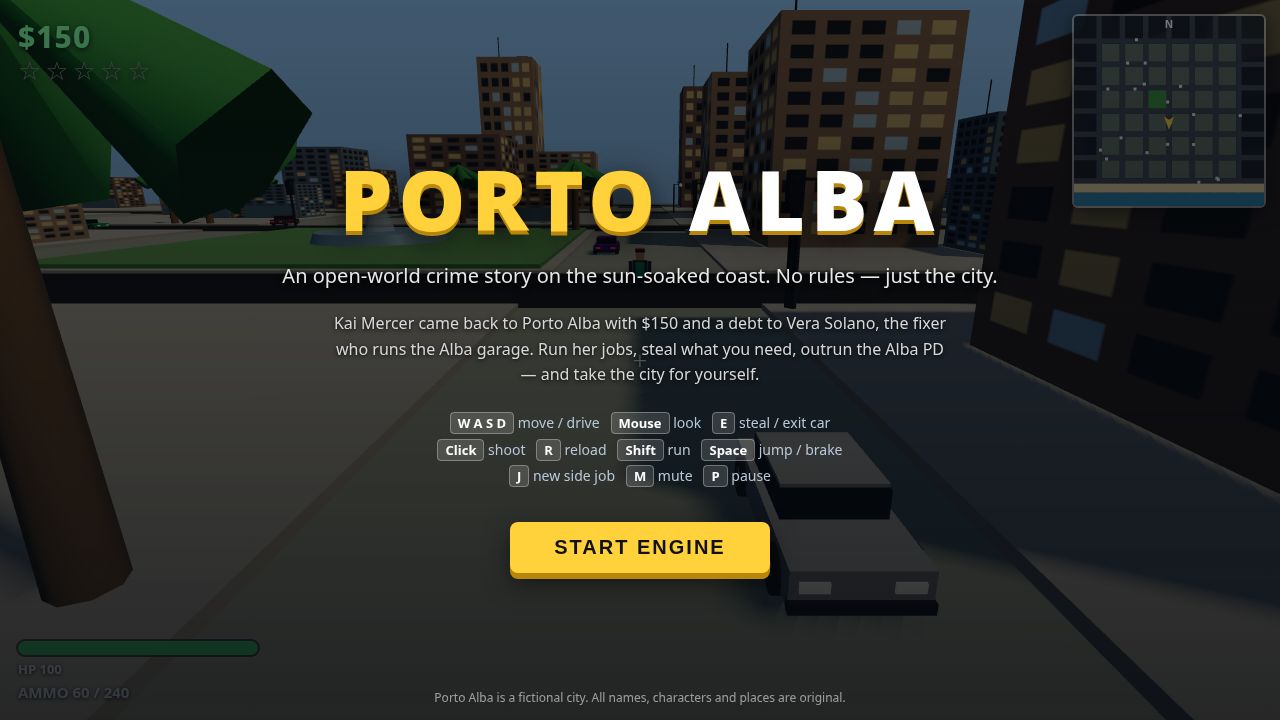 $150
☆☆☆☆☆
N
PORTO ALBA
An open-world crime story on the sun-soaked coast. No rules — just the city.
Kai Mercer came back to Porto Alba with $150 and a debt to Vera Solano, the fixer
who runs the Alba garage. Run her jobs, steal what you need, outrun the Alba PD
— and take the city for yourself.
W A S D move / drive Mouse look E steal / exit car
Click shoot R reload Shift run Space jump / brake
J new side job M mute P pause
START ENGINE
HP 100
AMMO 60 / 240
Porto Alba is a fictional city. All names, characters and places are original.